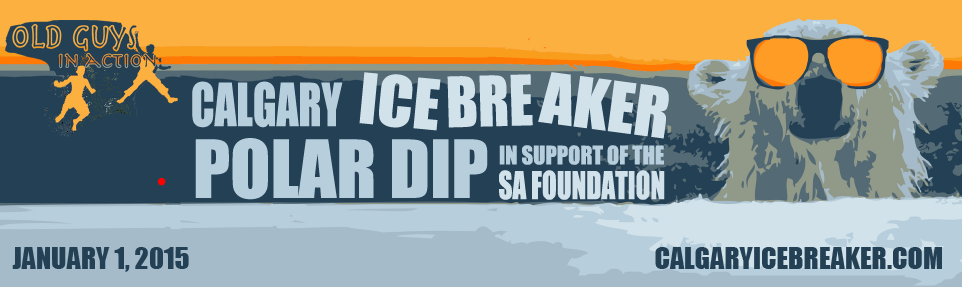 OLD GUYS
IN ACTION
CALGARY ICEBREAKER
POLAR DIP
IN SUPPORT OF THE
SA FOUNDATION
JANUARY 1, 2015
CALGARYICEBREAKER.COM